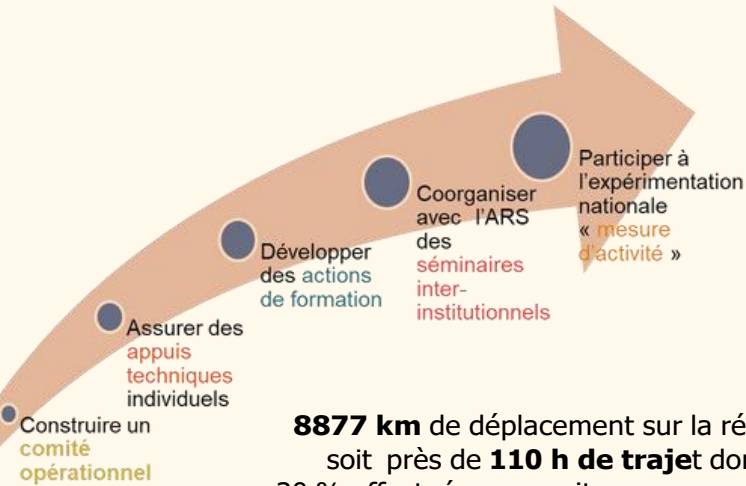 Participer à
l'expérimentation
nationale
« mesure
d'activité »
Coorganiser
avec l'ARS
des
séminaires
inter-
institutionnels
Développer
des actions
de formation
Assurer des
appuis
techniques
individuels
Construire un
comité
opérationnel
8877 km de déplacement sur la
soit près de 110 h de trajet